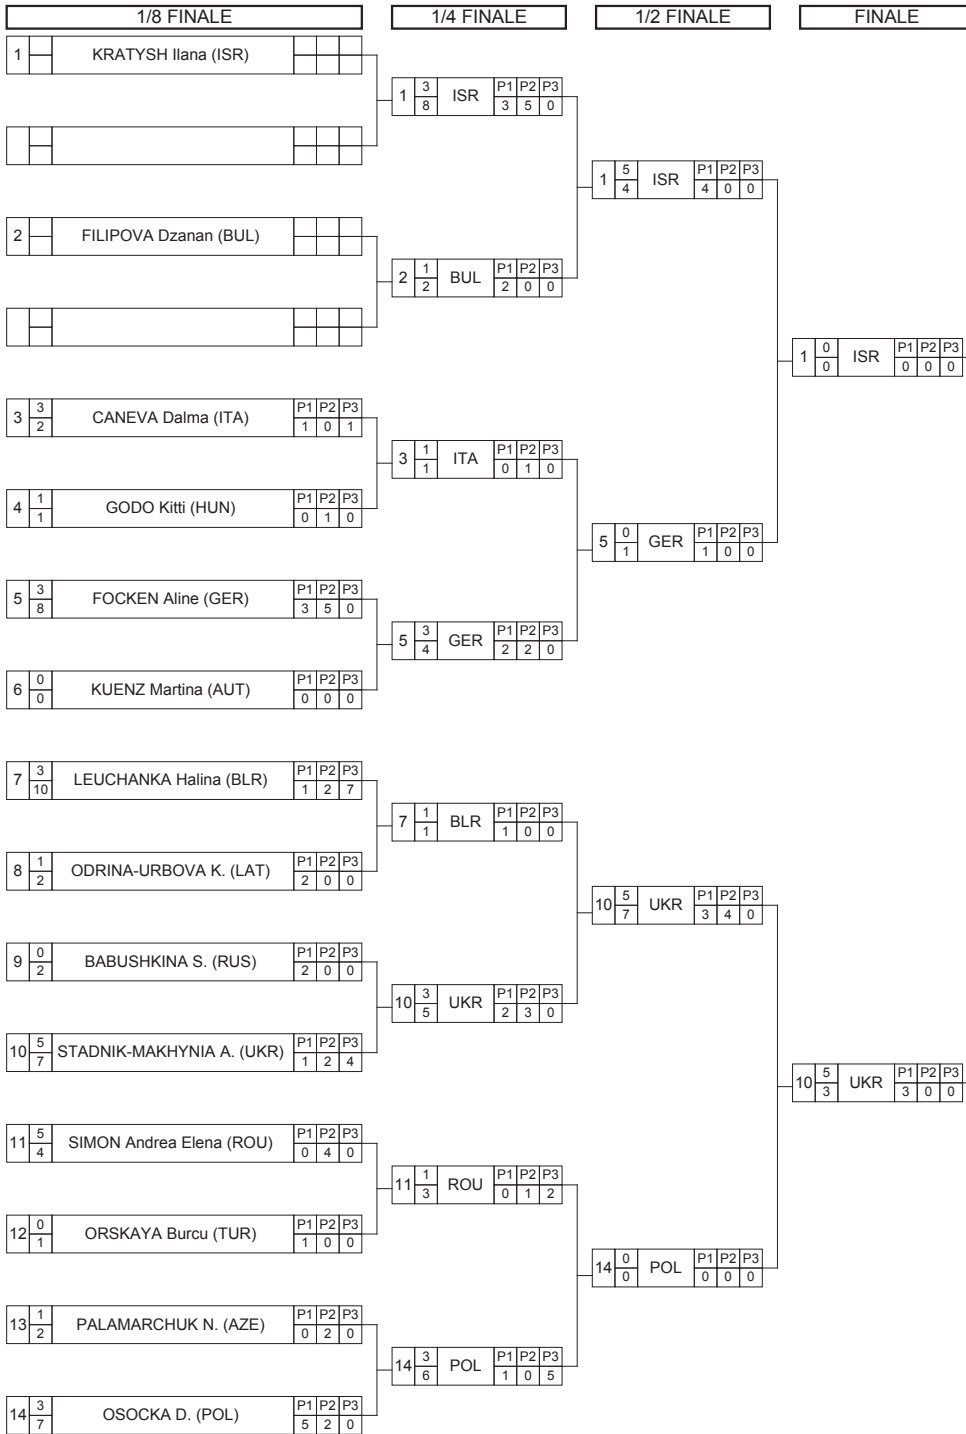 1/8 FINALE 1/4 FINALE 1/2 FINALE FINALE
1 KRATYSH Ilana (ISR)
1 3 8 ISR P1 P2 P3 3 5 0
1 5 4 ISR P1 P2 P3 4 0 0
2 FILIPOVA Dzanan (BUL)
2 1 2 BUL P1 P2 P3 2 0 0
1 0 0 ISR P1 P2 P3 0 0 0
3 3 2 CANEVA Dalma (ITA) P1 P2 P3 1 0 1
3 1 1 ITA P1 P2 P3 0 1 0
4 1 1 GODO Kitti (HUN) P1 P2 P3 0 1 0
5 0 1 GER P1 P2 P3 1 0 0
5 3 8 FOCKEN Aline (GER) P1 P2 P3 3 5 0
5 3 4 GER P1 P2 P3 2 2 0
6 0 0 KUENZ Martina (AUT) P1 P2 P3 0 0 0
7 3 10 LEUCHANKA Halina (BLR) P1 P2 P3 1 2 7
7 1 1 BLR P1 P2 P3 1 0 0
8 1 2 ODRINA-URBOVA K. (LAT) P1 P2 P3 2 0 0
10 5 7 UKR P1 P2 P3 3 4 0
9 0 2 BABUSHKINA S. (RUS) P1 P2 P3 2 0 0
10 3 5 UKR P1 P2 P3 2 3 0
10 5 7 STADNIK-MAKHYNIA A. (UKR) P1 P2 P3 1 2 4
10 5 3 UKR P1 P2 P3 3 0 0
11 5 4 SIMON Andrea Elena (ROU) P1 P2 P3 0 4 0
11 1 3 ROU P1 P2 P3 0 1 2
12 0 1 ORSKAYA Burcu (TUR) P1 P2 P3 1 0 0
14 0 0 POL P1 P2 P3 0 0 0
13 1 2 PALAMARCHUK N. (AZE) P1 P2 P3 0 2 0
14 3 6 POL P1 P2 P3 1 0 5
14 3 7 OSOCKA D. (POL) P1 P2 P3 5 2 0